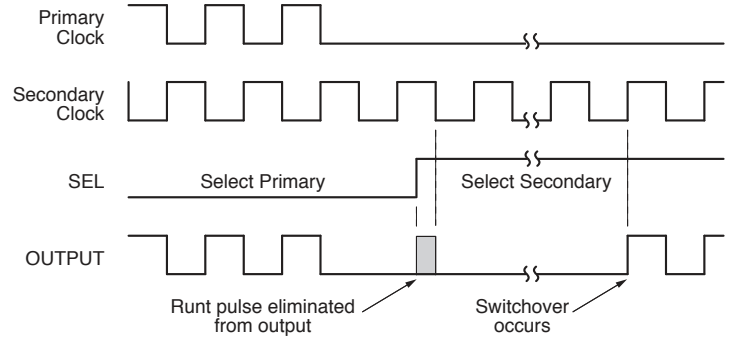 Primary
Clock
Secondary
Clock
SEL
Select Primary
Select Secondary
OUTPUT
Runt pulse eliminated
from output
Switchover
occurs